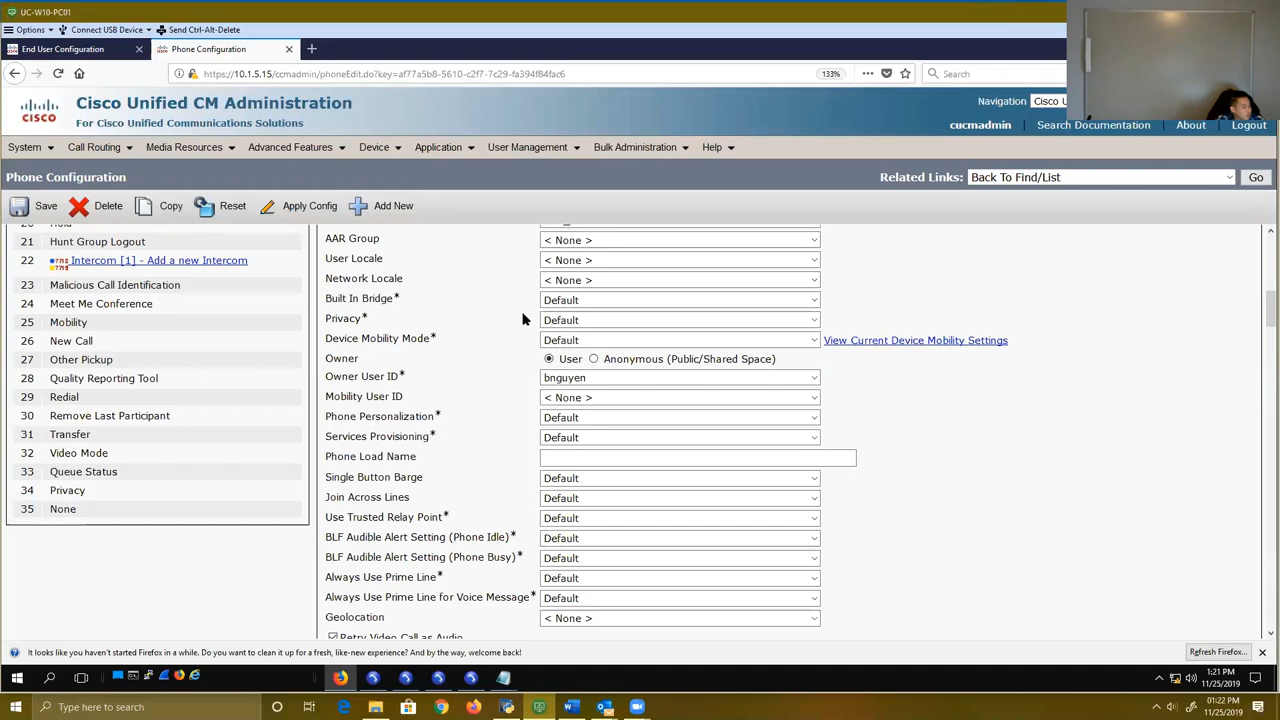 UC-W10-PC01
Options Connect USB Device Send Ctrl-Alt-Delete
End User Configuration Phone Configuration
https://10.1.5.15/ccmadmin/phoneEdit.do?key=af77a5b8-5610-c2f7-7c29-fa394f84fac6 133% Search
CISCO Cisco Unified CM Administration Navigation Cisco U
For Cisco Unified Communications Solutions cucmadmin Search Documentation About Logout
System Call Routing Media Resources Advanced Features Device Application User Management Bulk Administration Help
Phone Configuration Related Links: Back To Find/List Go
Save Delete Copy Reset Apply Config Add New
21 Hunt Group Logout
22 Intercom [1] - Add a new Intercom
23 Malicious Call Identification
24 Meet Me Conference
25 Mobility
26 New Call
27 Other Pickup
28 Quality Reporting Tool
29 Redial
30 Remove Last Participant
31 Transfer
32 Video Mode
33 Queue Status
34 Privacy
35 None
AAR Group < None >
User Locale < None >
Network Locale < None >
Built In Bridge* Default
Privacy* Default
Device Mobility Mode* Default View Current Device Mobility Settings
Owner User Anonymous (Public/Shared Space)
Owner User ID* bnguyen
Mobility User ID < None >
Phone Personalization* Default
Services Provisioning* Default
Phone Load Name
Single Button Barge Default
Join Across Lines Default
Use Trusted Relay Point* Default
BLF Audible Alert Setting (Phone Idle)* Default
BLF Audible Alert Setting (Phone Busy)* Default
Always Use Prime Line* Default
Always Use Prime Line for Voice Message* Default
Geolocation < None >
Retry Video Call as Audio
It looks like you haven't started Firefox in a while. Do you want to clean it up for a fresh, like-new experience? And by the way, welcome back! Refresh Firefox...
1:21 PM
11/25/2019
Type here to search
01:22 PM
11/25/2019